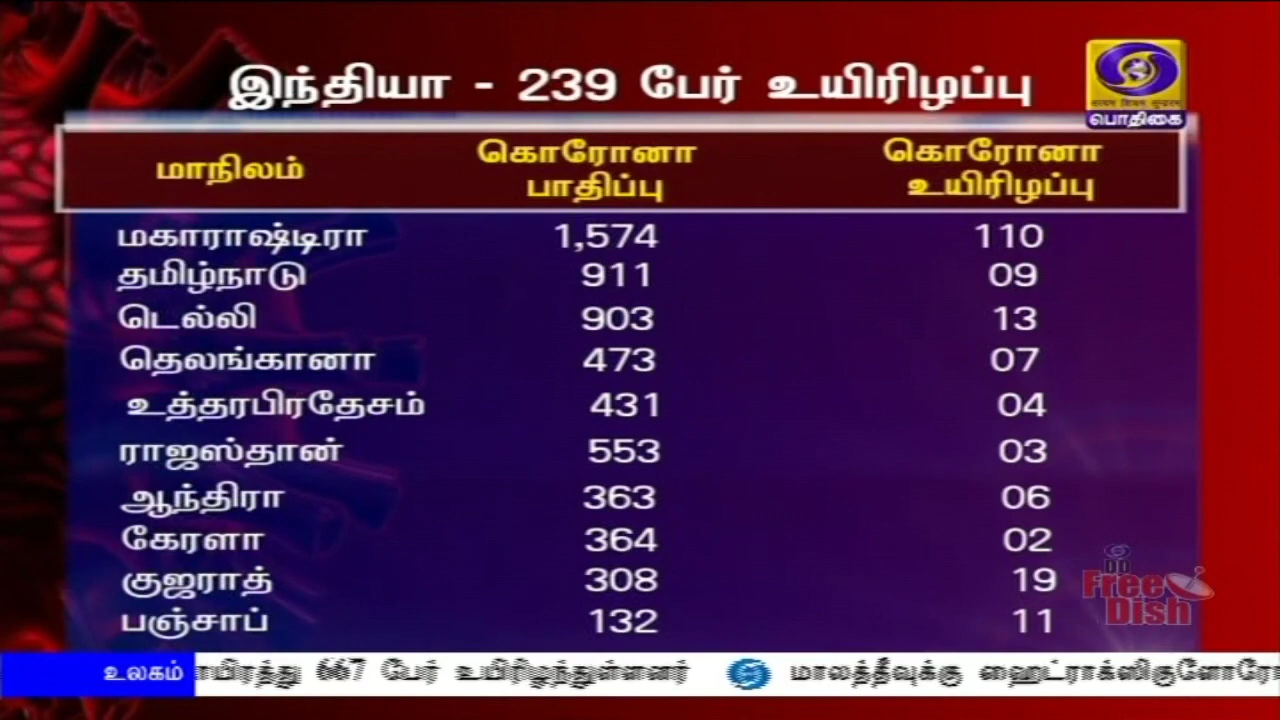 இந்தியா - 239 பேர் உயிரிழப்பு
பொதிகை
மாநிலம் கொரோனா பாதிப்பு கொரோனா உயிரிழப்பு
மகாராஷ்டிரா 1,574 110
தமிழ்நாடு 911 09
டெல்லி 903 13
தெலங்கானா 473 07
உத்தரபிரதேசம் 431 04
ராஜஸ்தான் 553 03
ஆந்திரா 363 06
கேரளா 364 02
குஜராத் 308 19
பஞ்சாப் 132 11
DD Free Dish
உலகம் 667 பேர் உயிரிழந்துள்ளனர் மாலத்தீவுக்கு